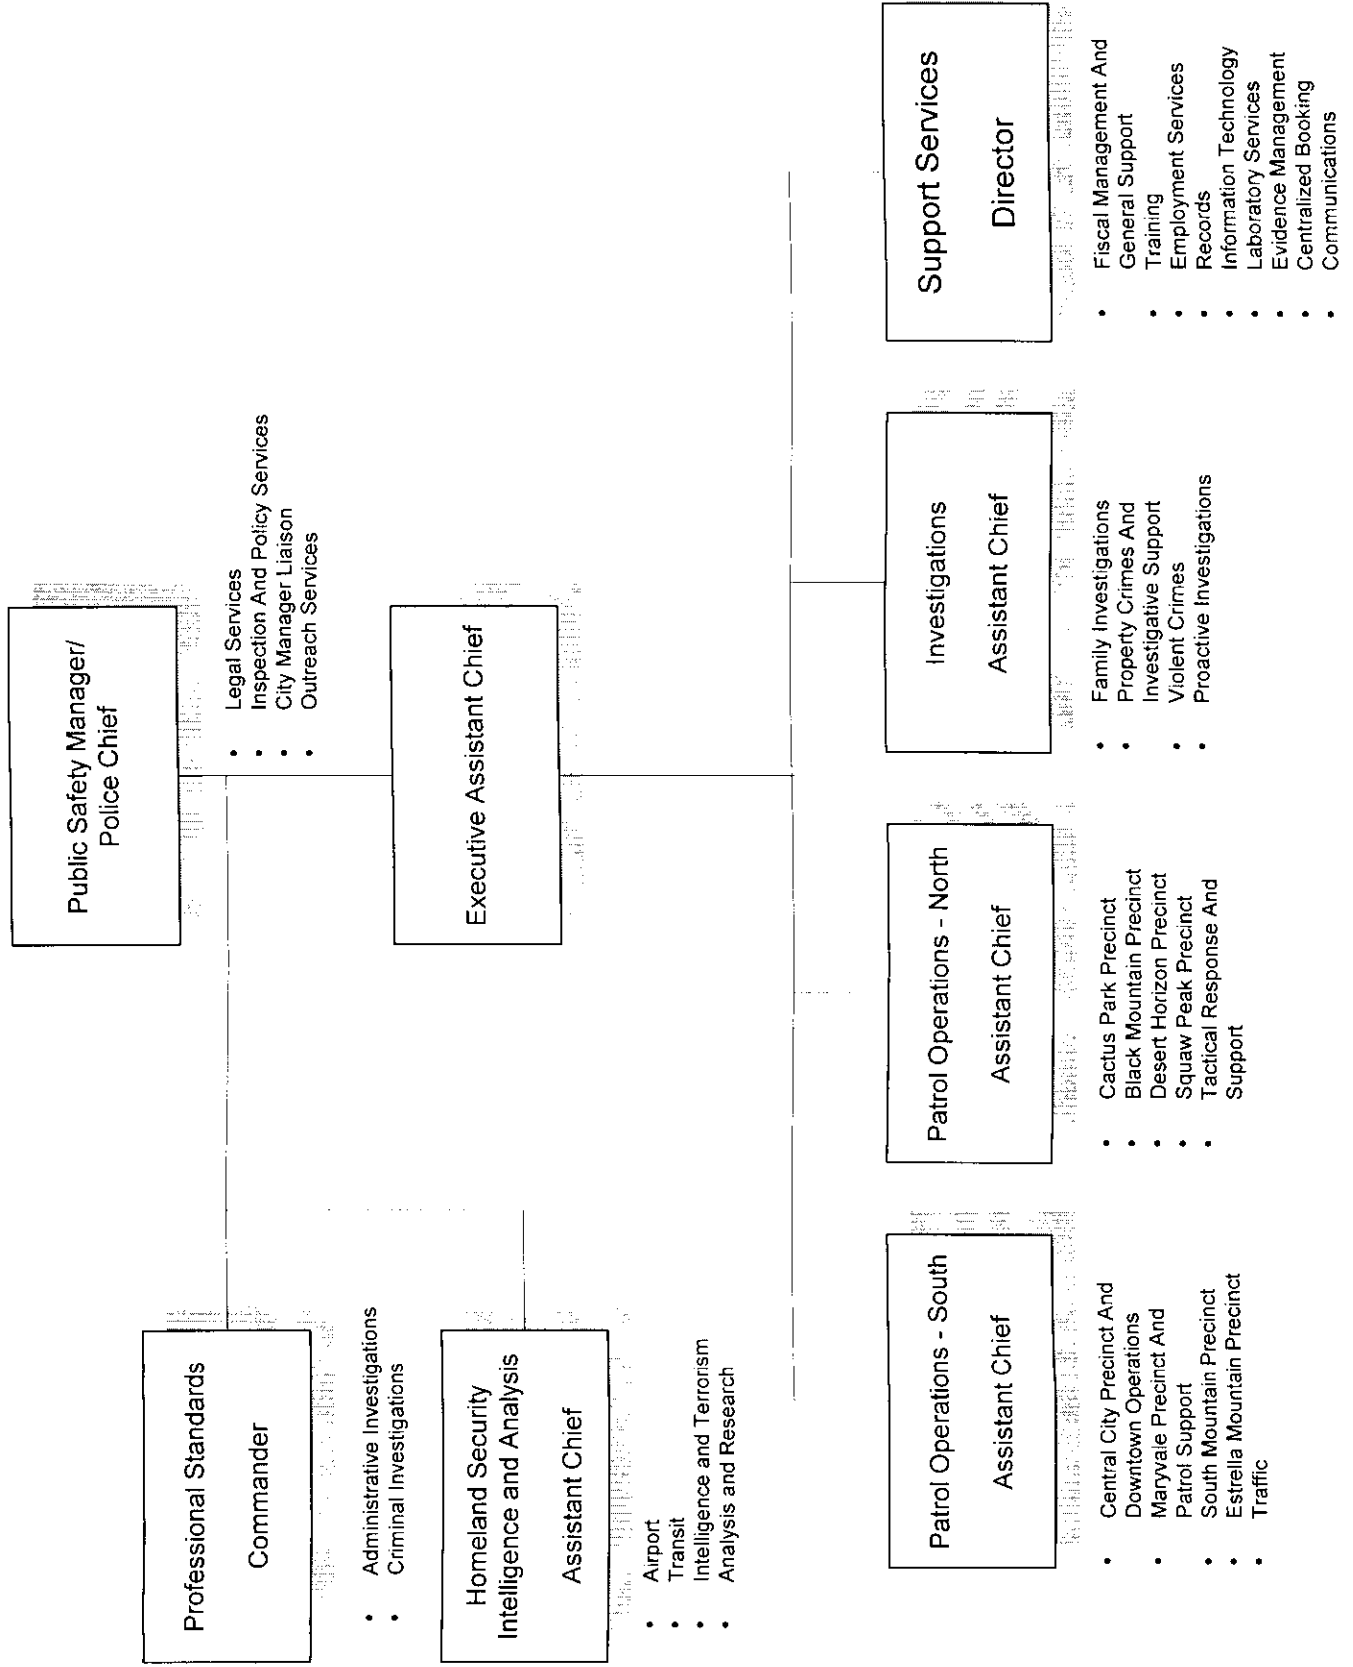 Public Safety Manager/
Police Chief
• Legal Services
• Inspection And Policy Services
• City Manager Liaison
• Outreach Services
Professional Standards
Commander
• Administrative Investigations
• Criminal Investigations
Executive Assistant Chief
Homeland Security
Intelligence and Analysis
Assistant Chief
• Airport
• Transit
• Intelligence and Terrorism
• Analysis and Research
Patrol Operations - South
Assistant Chief
• Central City Precinct And
Downtown Operations
• Maryvale Precinct And
Patrol Support
• South Mountain Precinct
• Estrella Mountain Precinct
• Traffic
Patrol Operations - North
Assistant Chief
• Cactus Park Precinct
• Black Mountain Precinct
• Desert Horizon Precinct
• Squaw Peak Precinct
• Tactical Response And
Support
Investigations
Assistant Chief
• Family Investigations
• Property Crimes And
Investigative Support
• Violent Crimes
• Proactive Investigations
Support Services
Director
• Fiscal Management And
General Support
• Training
• Employment Services
• Records
• Information Technology
• Laboratory Services
• Evidence Management
• Centralized Booking
• Communications